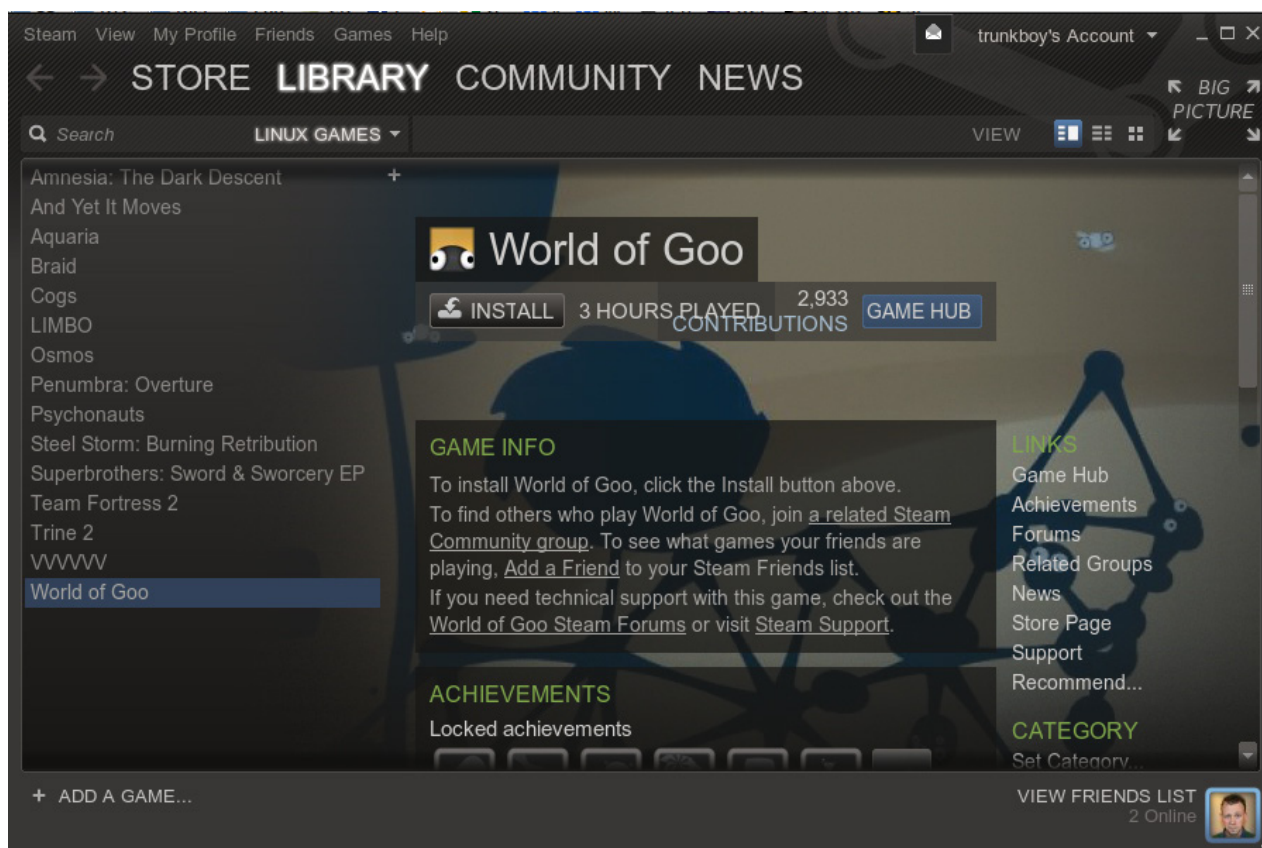 Steam View My Profile Friends Games Help
trunkboy's Account
STORE LIBRARY COMMUNITY NEWS
BIG
PICTURE
Search
LINUX GAMES
VIEW
Amnesia: The Dark Descent
And Yet It Moves
Aquaria
Braid
Cogs
LIMBO
Osmos
Penumbra: Overture
Psychonauts
Steel Storm: Burning Retribution
Superbrothers: Sword & Sworcery EP
Team Fortress 2
Trine 2
VVVVVV
World of Goo
World of Goo
INSTALL
3 HOURS PLAYED
2,933
CONTRIBUTIONS
GAME HUB
GAME INFO
To install World of Goo, click the Install button above.
To find others who play World of Goo, join a related Steam
Community group. To see what games your friends are
playing, Add a Friend to your Steam Friends list.
If you need technical support with this game, check out the
World of Goo Steam Forums or visit Steam Support.
ACHIEVEMENTS
Locked achievements
LINKS
Game Hub
Achievements
Forums
Related Groups
News
Store Page
Support
Recommend...
CATEGORY
Set Category...
+ ADD A GAME...
VIEW FRIENDS LIST
2 Online